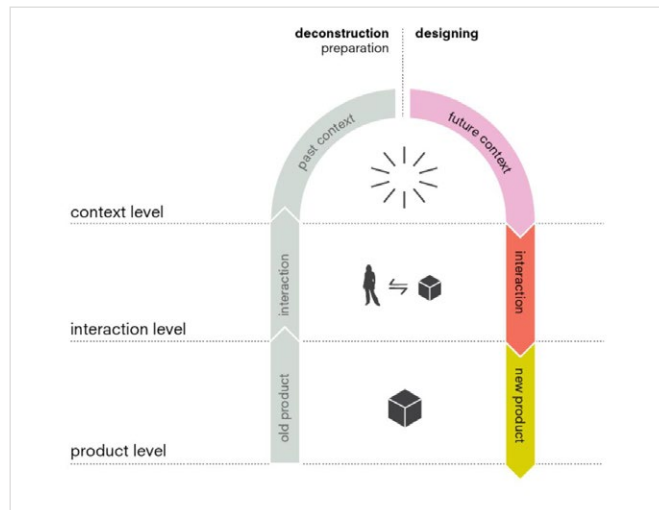 deconstruction
preparation
designing
past context
future context
context level
interaction
interaction
interaction level
old product
new product
product level